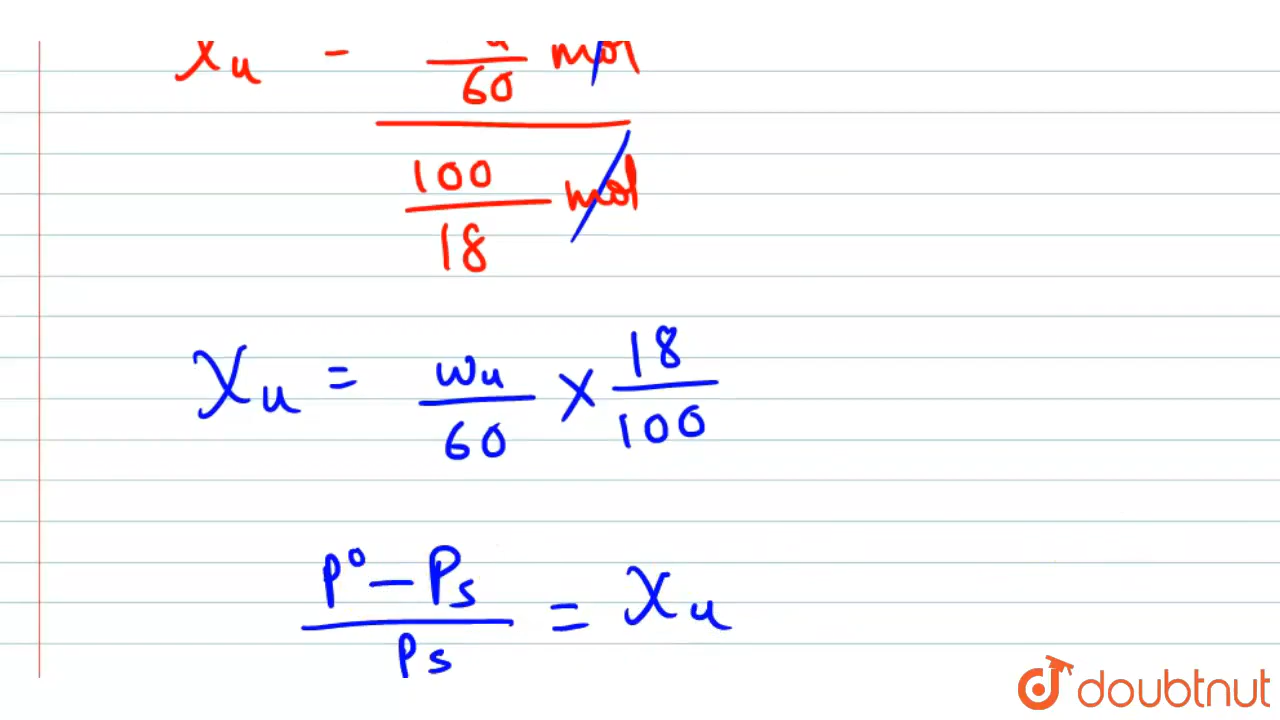 Xu - /60 mol
100/18 mol
Xu = wu/60 × 18/100
P° - Ps / Ps = Xu
doubtnut